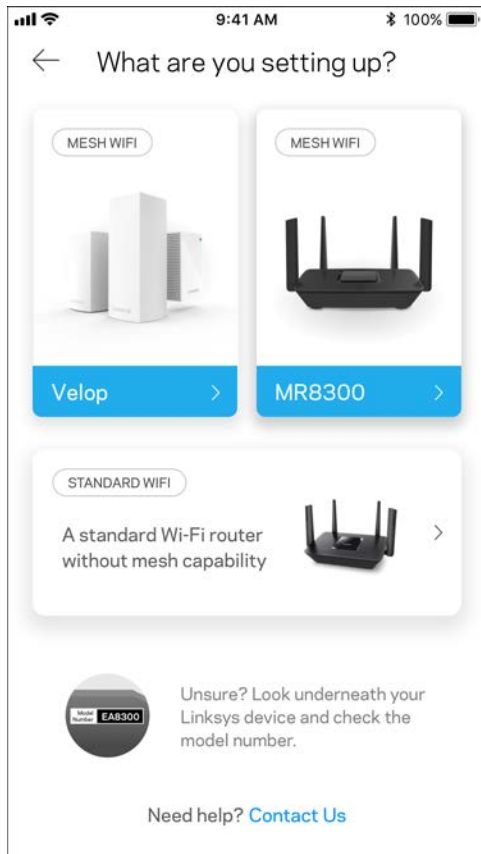 9:41 AM
100%
What are you setting up?
MESH WIFI
MESH WIFI
Velop
MR8300
STANDARD WIFI
A standard Wi-Fi router
without mesh capability
Model
Number
EA8300
Unsure? Look underneath your
Linksys device and check the
model number.
Need help? Contact Us